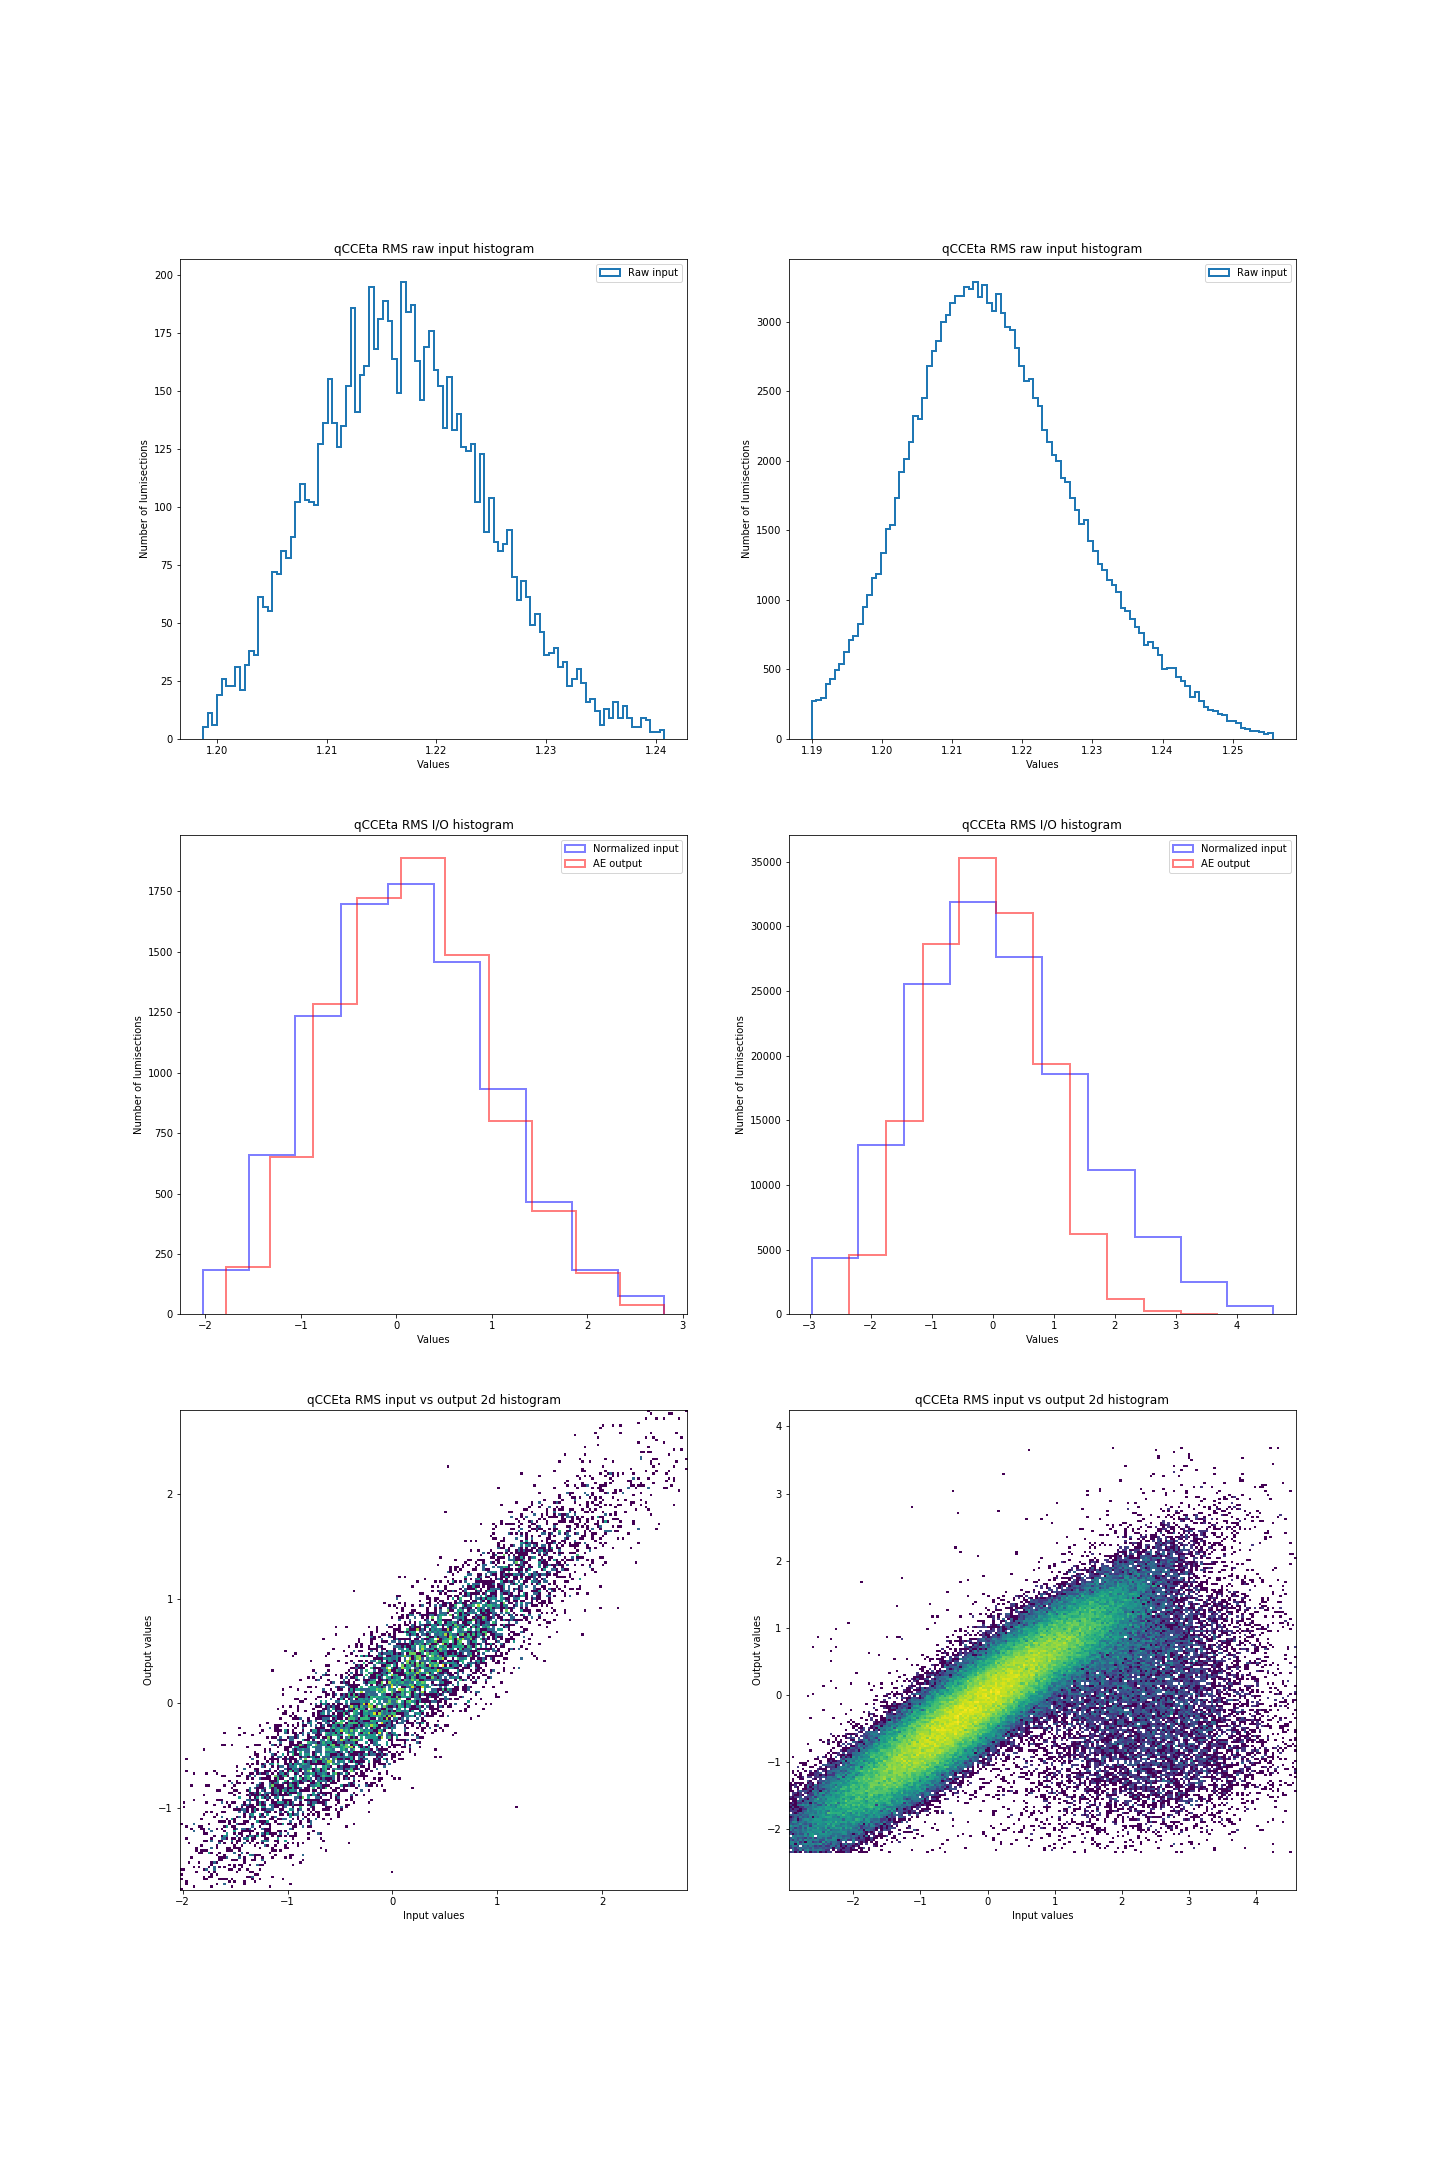 qCCEta RMS raw input histogram
Raw input
Number of lumisections
200
175
150
125
100
75
50
25
0
1.20 1.21 1.22 1.23 1.24
Values
qCCEta RMS raw input histogram
Raw input
Number of lumisections
3000
2500
2000
1500
1000
500
0
1.19 1.20 1.21 1.22 1.23 1.24 1.25
Values
qCCEta RMS I/O histogram
Normalized input
AE output
Number of lumisections
1750
1500
1250
1000
750
500
250
0
−2 −1 0 1 2 3
Values
qCCEta RMS I/O histogram
Normalized input
AE output
Number of lumisections
35000
30000
25000
20000
15000
10000
5000
0
−3 −2 −1 0 1 2 3 4
Values
qCCEta RMS input vs output 2d histogram
Output values
2
1
0
−1
−2 −1 0 1 2
Input values
qCCEta RMS input vs output 2d histogram
Output values
4
3
2
1
0
−1
−2
−2 −1 0 1 2 3 4
Input values